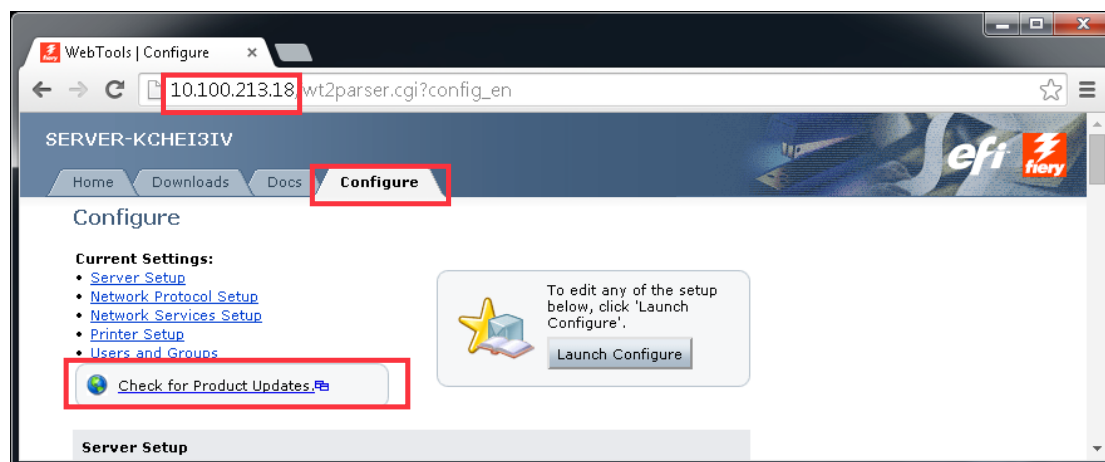 WebTools | Configure
10.100.213.18/wt2parser.cgi?config_en
SERVER-KCHEI3IV
efi fiery
Home Downloads Docs Configure
Configure
Current Settings:
• Server Setup
• Network Protocol Setup
• Network Services Setup
• Printer Setup
• Users and Groups
To edit any of the setup
below, click 'Launch
Configure'.
Launch Configure
Check for Product Updates.
Server Setup